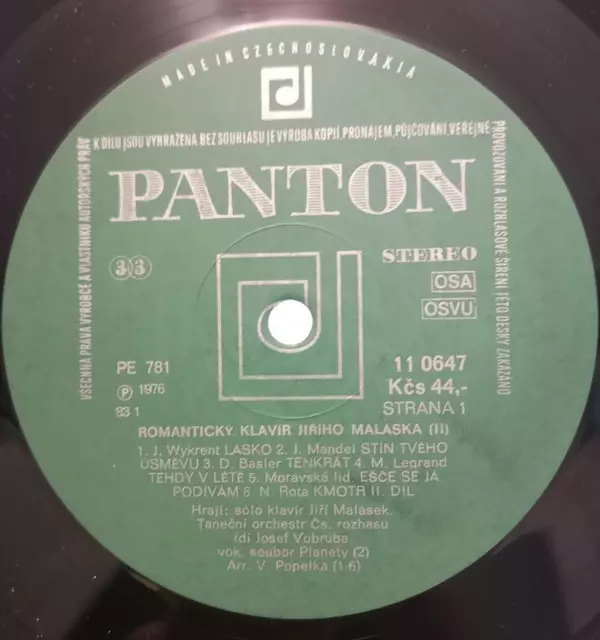 MADE IN CZECHOSLOVAKIA
VŠECHNA PRÁVA VÝROBCE A VLASTNÍKU AUTORSKÝCH PRÁV
K DÍLU JSOU VYHRAZENA BEZ SOUHLASU JE VÝROBA KOPIÍ PRONÁJEM, PŮJČOVÁNÍ VEŘEJNÉ
PROVOZOVÁNÍ A ROZHLASOVÉ ŠÍŘENÍ TÉTO DESKY ZAKÁZÁNO
PANTON
33
STEREO
OSA
OSVU
PE 781
11 0647
Ⓟ 1976
Kčs 44,-
83 1
STRANA 1
ROMANTICKÝ KLAVÍR JIŘÍHO MALÁSKA (II)
1. J. Wykrent LÁSKO 2. J. Mandel STÍN TVÉHO
ÚSMĚVU 3. D. Basler TENKRÁT 4. M. Legrand
TEHDY V LÉTĚ 5. Moravská lid. EŠČE SE JÁ
PODÍVÁM 6. N. Rota KMOTR II. DÍL
Hrají: sólo klavír Jiří Malásek,
Taneční orchestr Čs. rozhasu
řídí Josef Vobruba
vok. soubor Planety (2)
Arr. V. Popelka (1-6)